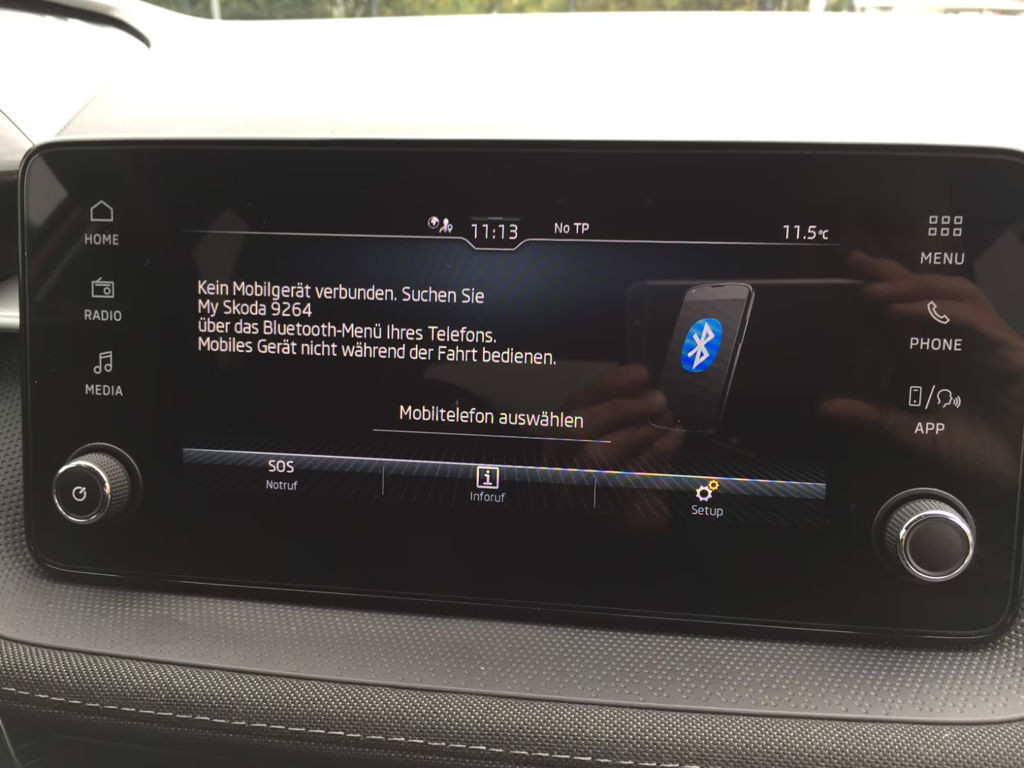 HOME
RADIO
MEDIA
11:13
No TP
11.5°C
Kein Mobilgerät verbunden. Suchen Sie
My Skoda 9264
über das Bluetooth-Menü Ihres Telefons.
Mobiles Gerät nicht während der Fahrt bedienen.
Mobiltelefon auswählen
SOS
Notruf
i
Inforuf
Setup
MENU
PHONE
APP